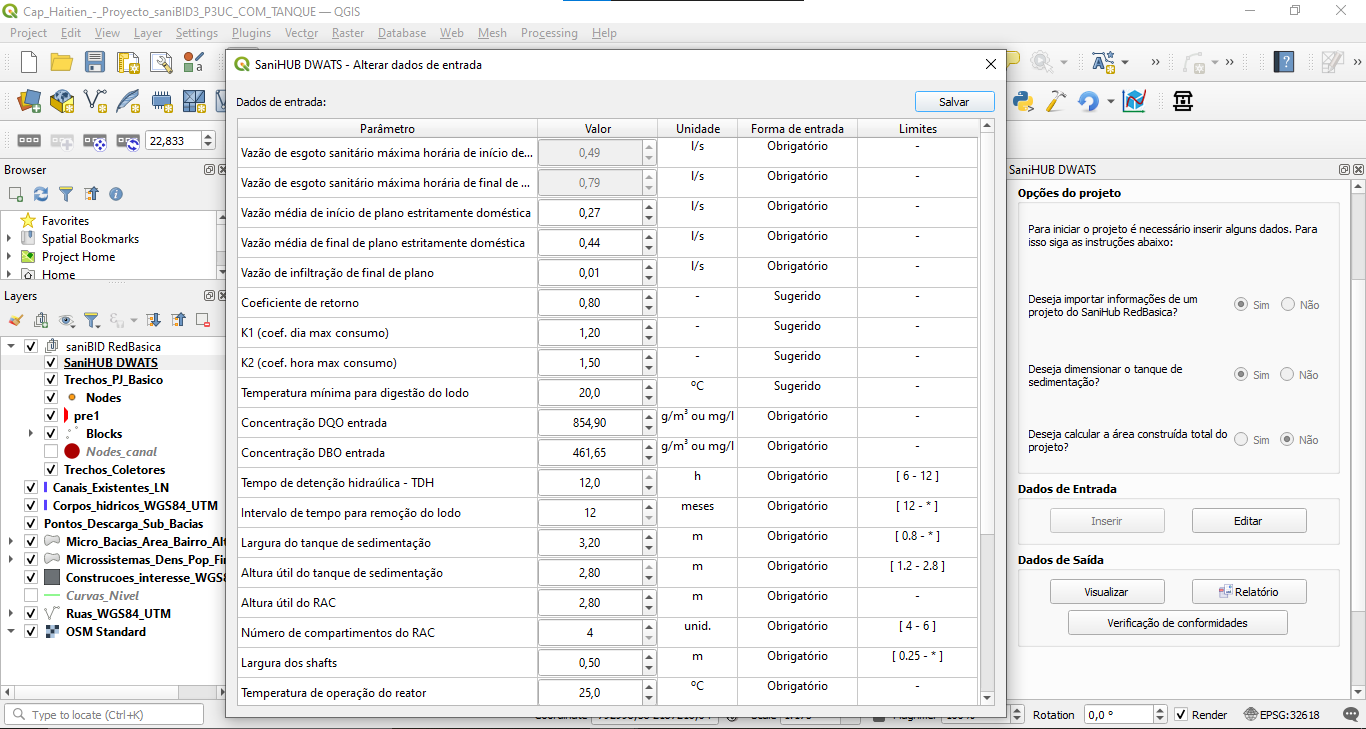 Cap_Haitien_-_Proyecto_saniBID3_P3UC_COM_TANQUE — QGIS
Project Edit View Layer Settings Plugins Vector Raster Database Web Mesh Processing Help
22,833
Browser
Favorites
Spatial Bookmarks
Project Home
Home
Layers
saniBID RedBasica
SaniHUB DWATS
Trechos_PJ_Basico
Nodes
pre1
Blocks
Nodes_canal
Trechos_Coletores
Canais_Existentes_LN
Corpos_hidricos_WGS84_UTM
Pontos_Descarga_Sub_Bacias
Micro_Bacias_Area_Bairro_Alt
Microssistemas_Dens_Pop_Fin
Construcoes_interesse_WGS8
Curvas_Nivel
Ruas_WGS84_UTM
OSM Standard
Type to locate (Ctrl+K)
SaniHUB DWATS - Alterar dados de entrada
Dados de entrada:
Salvar
Parâmetro Valor Unidade Forma de entrada Limites
Vazão de esgoto sanitário máxima horária de início de... 0,49 l/s Obrigatório -
Vazão de esgoto sanitário máxima horária de final de ... 0,79 l/s Obrigatório -
Vazão média de início de plano estritamente doméstica 0,27 l/s Obrigatório -
Vazão média de final de plano estritamente doméstica 0,44 l/s Obrigatório -
Vazão de infiltração de final de plano 0,01 l/s Obrigatório -
Coeficiente de retorno 0,80 - Sugerido -
K1 (coef. dia max consumo) 1,20 - Sugerido -
K2 (coef. hora max consumo) 1,50 - Sugerido -
Temperatura mínima para digestão do lodo 20,0 ºC Sugerido -
Concentração DQO entrada 854,90 g/m³ ou mg/l Obrigatório -
Concentração DBO entrada 461,65 g/m³ ou mg/l Obrigatório -
Tempo de detenção hidraúlica - TDH 12,0 h Obrigatório [ 6 - 12 ]
Intervalo de tempo para remoção do lodo 12 meses Obrigatório [ 12 - * ]
Largura do tanque de sedimentação 3,20 m Obrigatório [ 0.8 - * ]
Altura útil do tanque de sedimentação 2,80 m Obrigatório [ 1.2 - 2.8 ]
Altura útil do RAC 2,80 m Obrigatório -
Número de compartimentos do RAC 4 unid. Obrigatório [ 4 - 6 ]
Largura dos shafts 0,50 m Obrigatório [ 0.25 - * ]
Temperatura de operação do reator 25,0 ºC Obrigatório -
SaniHUB DWATS
Opções do projeto
Para iniciar o projeto é necessário inserir alguns dados. Para
isso siga as instruções abaixo:
Deseja importar informações de um
projeto do SaniHub RedBasica?
Sim Não
Deseja dimensionar o tanque de
sedimentação?
Sim Não
Deseja calcular a área construída total do
projeto?
Sim Não
Dados de Entrada
Inserir Editar
Dados de Saída
Visualizar Relatório
Verificação de conformidades
Rotation 0,0 ° Render EPSG:32618